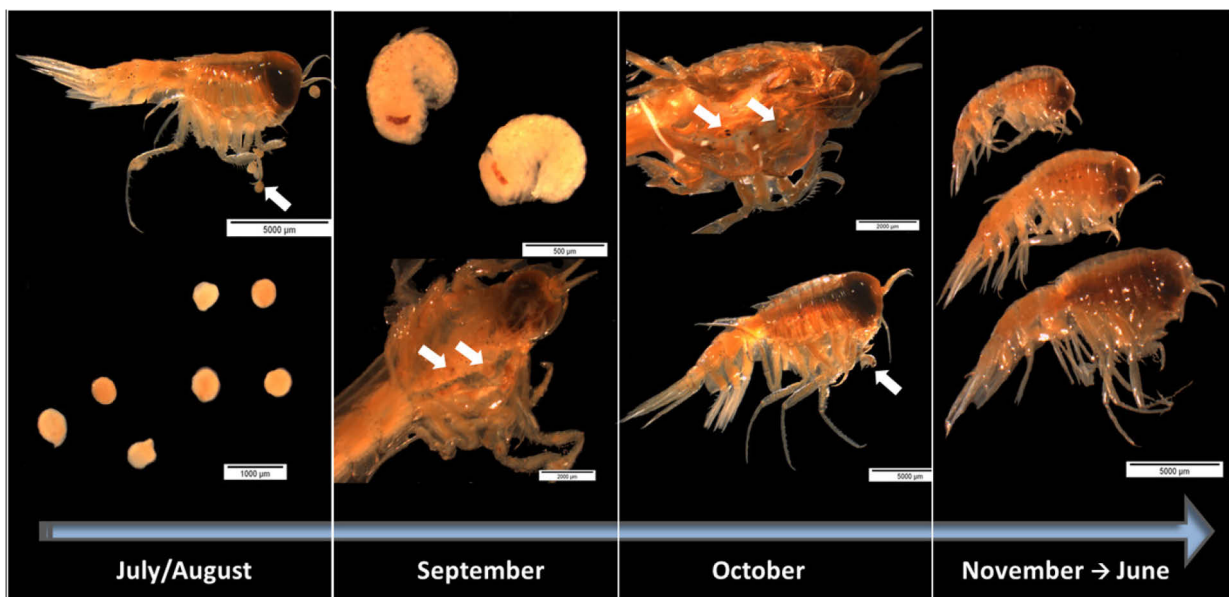 5000 µm
1000 µm
500 µm
2000 µm
2000 µm
5000 µm
5000 µm
July/August
September
October
November → June